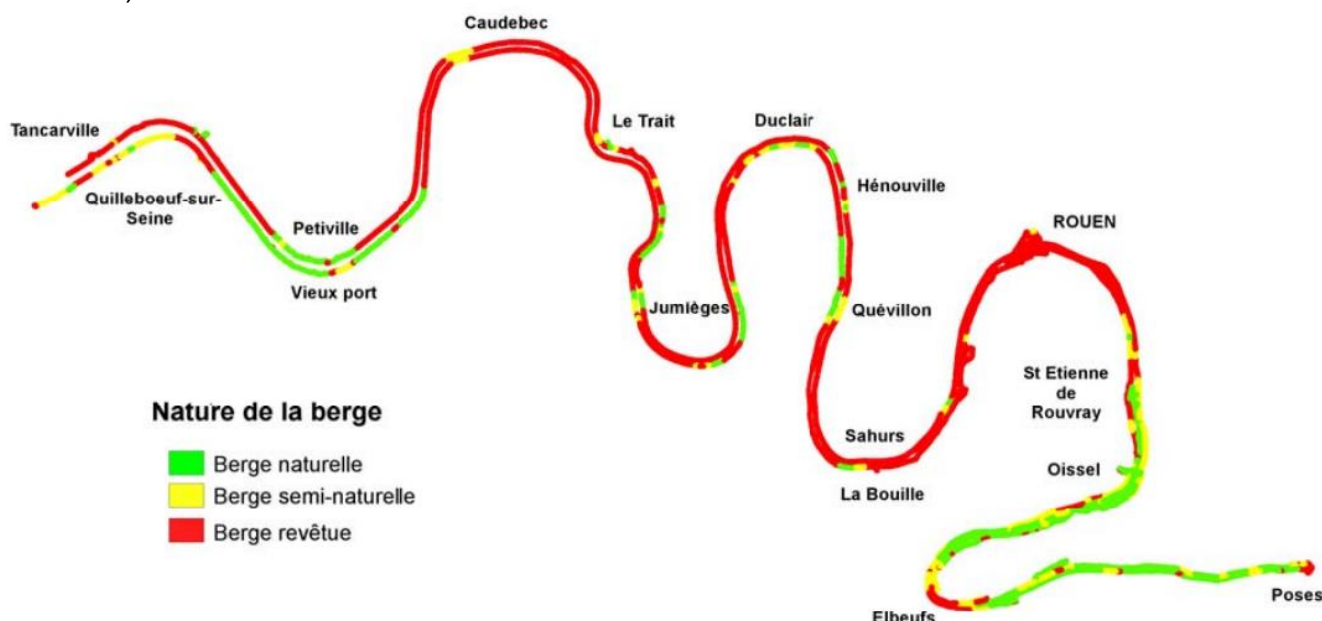 Caudebec
Tancarville
Le Trait
Duclair
Quilleboeuf-sur-
Seine
Hénouville
Petiville
ROUEN
Vieux port
Jumièges
Quévillon
St Etienne
de
Rouvray
Nature de la berge
Sahurs
Berge naturelle
Oissel
Berge semi-naturelle
La Bouille
Berge revêtue
Poses
Elbeufs